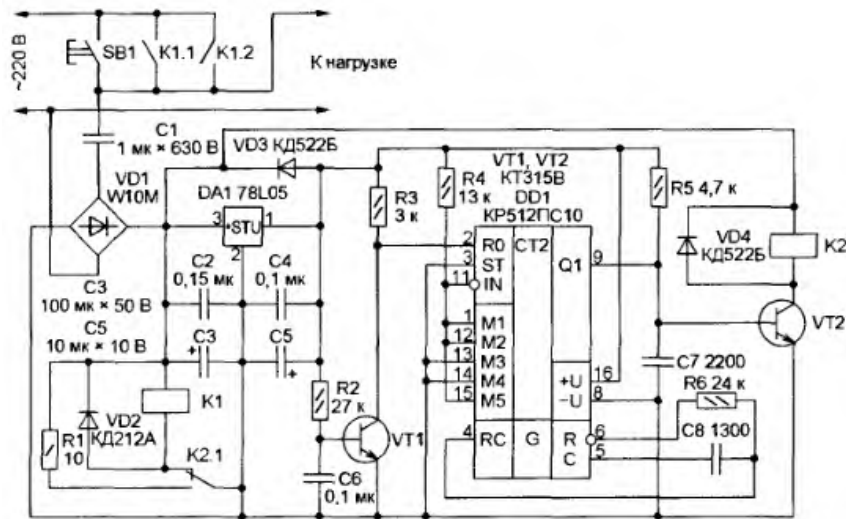 ~220 В
SB1
K1.1
K1.2
К нагрузке
C1
1 мк × 630 В
VD1
W10M
VD3 КД522Б
DA1 78L05
3
STU
1
2
C2
0,15 мк
C4
0,1 мк
C3
100 мк × 50 В
C5
10 мк × 10 В
C3
+
C5
+
R1
10
VD2
КД212А
K1
K2.1
R2
27 к
C6
0,1 мк
R3
3 к
VT1
R4
13 к
VT1, VT2
КТ315В
DD1
КР512ПС10
2
R0
CT2
3
ST
11
IN
Q1
9
1
M1
12
M2
13
M3
14
M4
15
M5
+U
16
–U
8
4
RC
G
R
6
C
5
R5 4,7 к
VD4
КД522Б
K2
VT2
C7 2200
R6 24 к
C8 1300